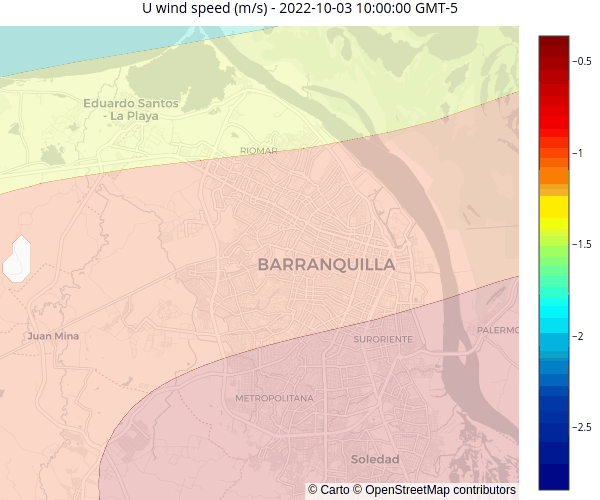 U wind speed (m/s) - 2022-10-03 10:00:00 GMT-5
−0.5
Eduardo Santos
- La Playa
RIOMAR
−1
−1.5
BARRANQUILLA
Juan Mina
SURORIENTE
PALERMO
−2
METROPOLITANA
−2.5
Soledad
© Carto © OpenStreetMap contributors